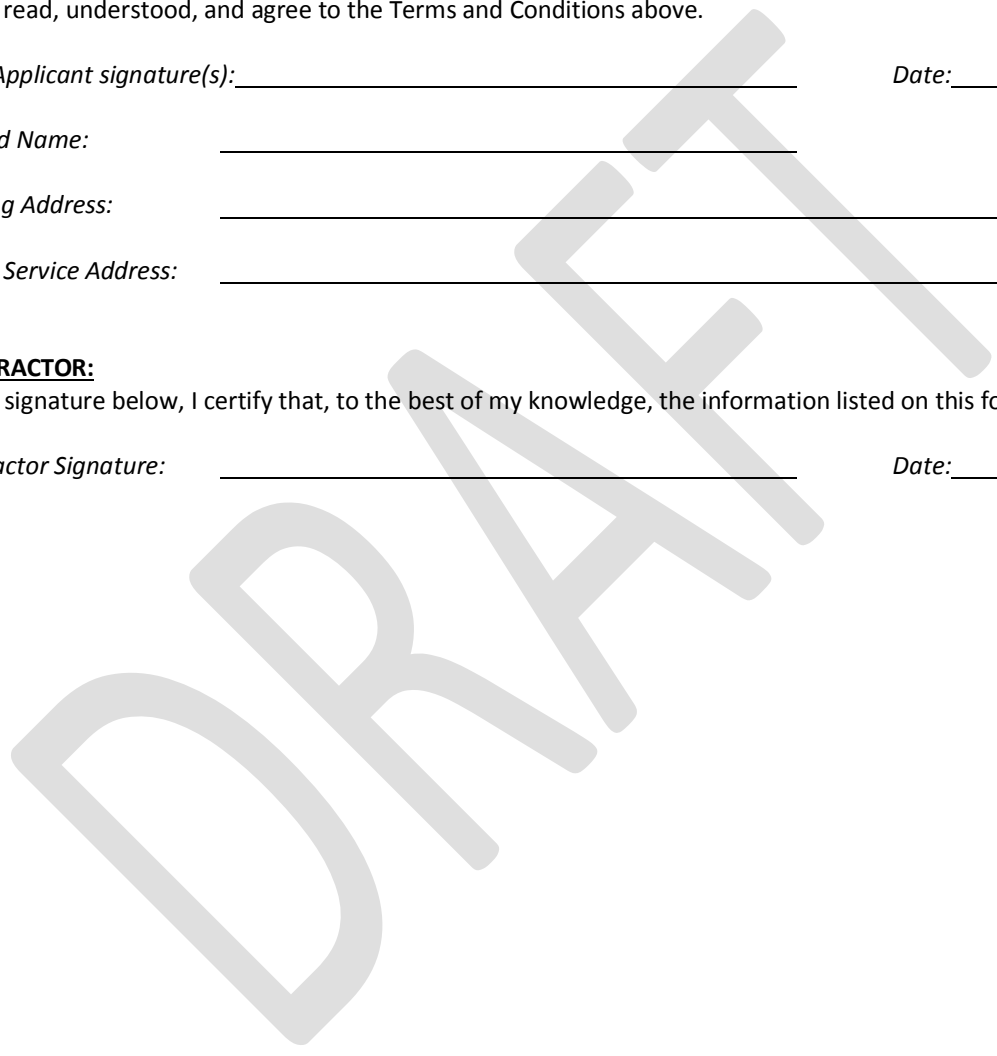 read, understood, and agree to the Terms and Conditions above.
Applicant signature(s): Date:
d Name:
g Address:
Service Address:
RACTOR:
signature below, I certify that, to the best of my knowledge, the information listed on this fo
actor Signature: Date:
DRAFT